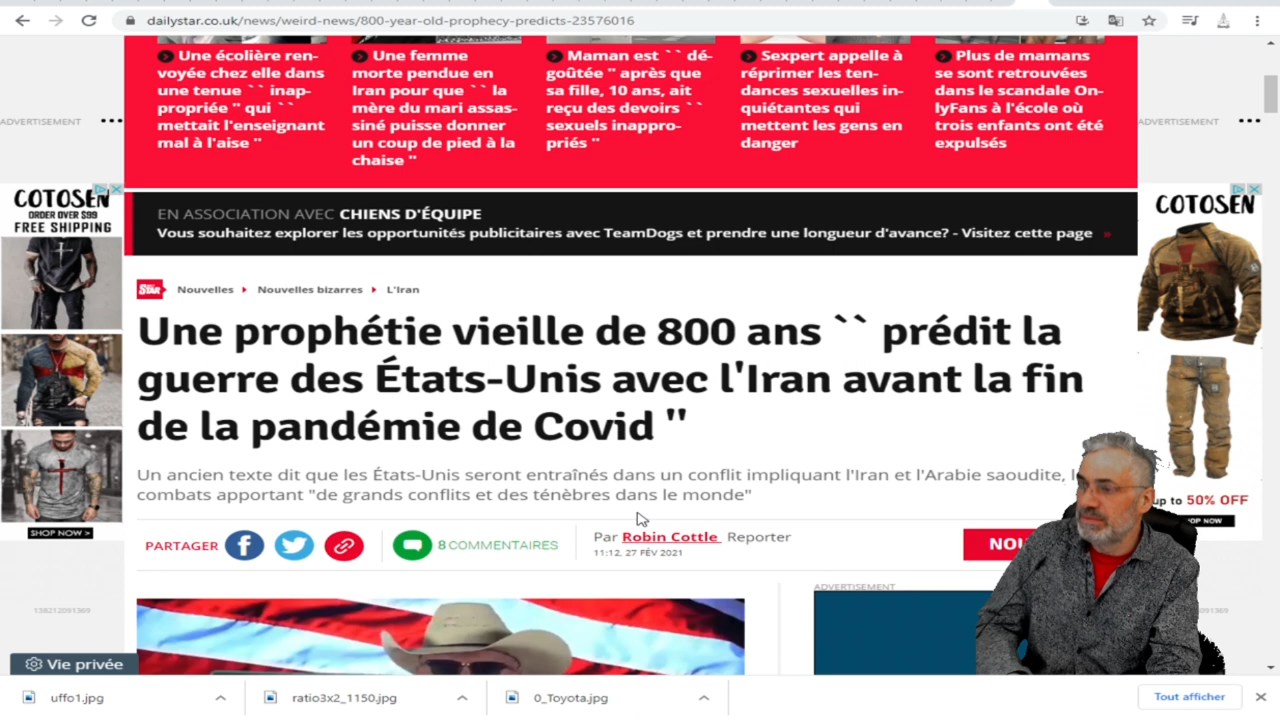 dailystar.co.uk/news/weird-news/800-year-old-prophecy-predicts-23576016
Une écolière ren-
voyée chez elle dans
une tenue `` inap-
propriée " qui ``
mettait l'enseignant
mal à l'aise "
Une femme
morte pendue en
Iran pour que `` la
mère du mari assas-
siné puisse donner
un coup de pied à la
chaise "
Maman est `` dé-
goûtée " après que
sa fille, 10 ans, ait
reçu des devoirs ``
sexuels inappro-
priés "
Sexpert appelle à
réprimer les ten-
dances sexuelles in-
quiétantes qui
mettent les gens en
danger
Plus de mamans
se sont retrouvées
dans le scandale On-
lyFans à l'école où
trois enfants ont été
expulsés
ADVERTISEMENT
ADVERTISEMENT
COTOSEN
ORDER OVER $99
FREE SHIPPING
SHOP NOW >
138212091369
EN ASSOCIATION AVEC CHIENS D'ÉQUIPE
Vous souhaitez explorer les opportunités publicitaires avec TeamDogs et prendre une longueur d'avance? - Visitez cette page »
COTOSEN
up to 50% OFF
OP NOW
STAR
Nouvelles
Nouvelles bizarres
L'Iran
Une prophétie vieille de 800 ans `` prédit la
guerre des États-Unis avec l'Iran avant la fin
de la pandémie de Covid "
Un ancien texte dit que les États-Unis seront entraînés dans un conflit impliquant l'Iran et l'Arabie saoudite,
combats apportant "de grands conflits et des ténèbres dans le monde"
PARTAGER
8 COMMENTAIRES
Par Robin Cottle Reporter
11:12, 27 FÉV 2021
NOU
ADVERTISEMENT
091369
Vie privée
uffo1.jpg
ratio3x2_1150.jpg
0_Toyota.jpg
Tout afficher